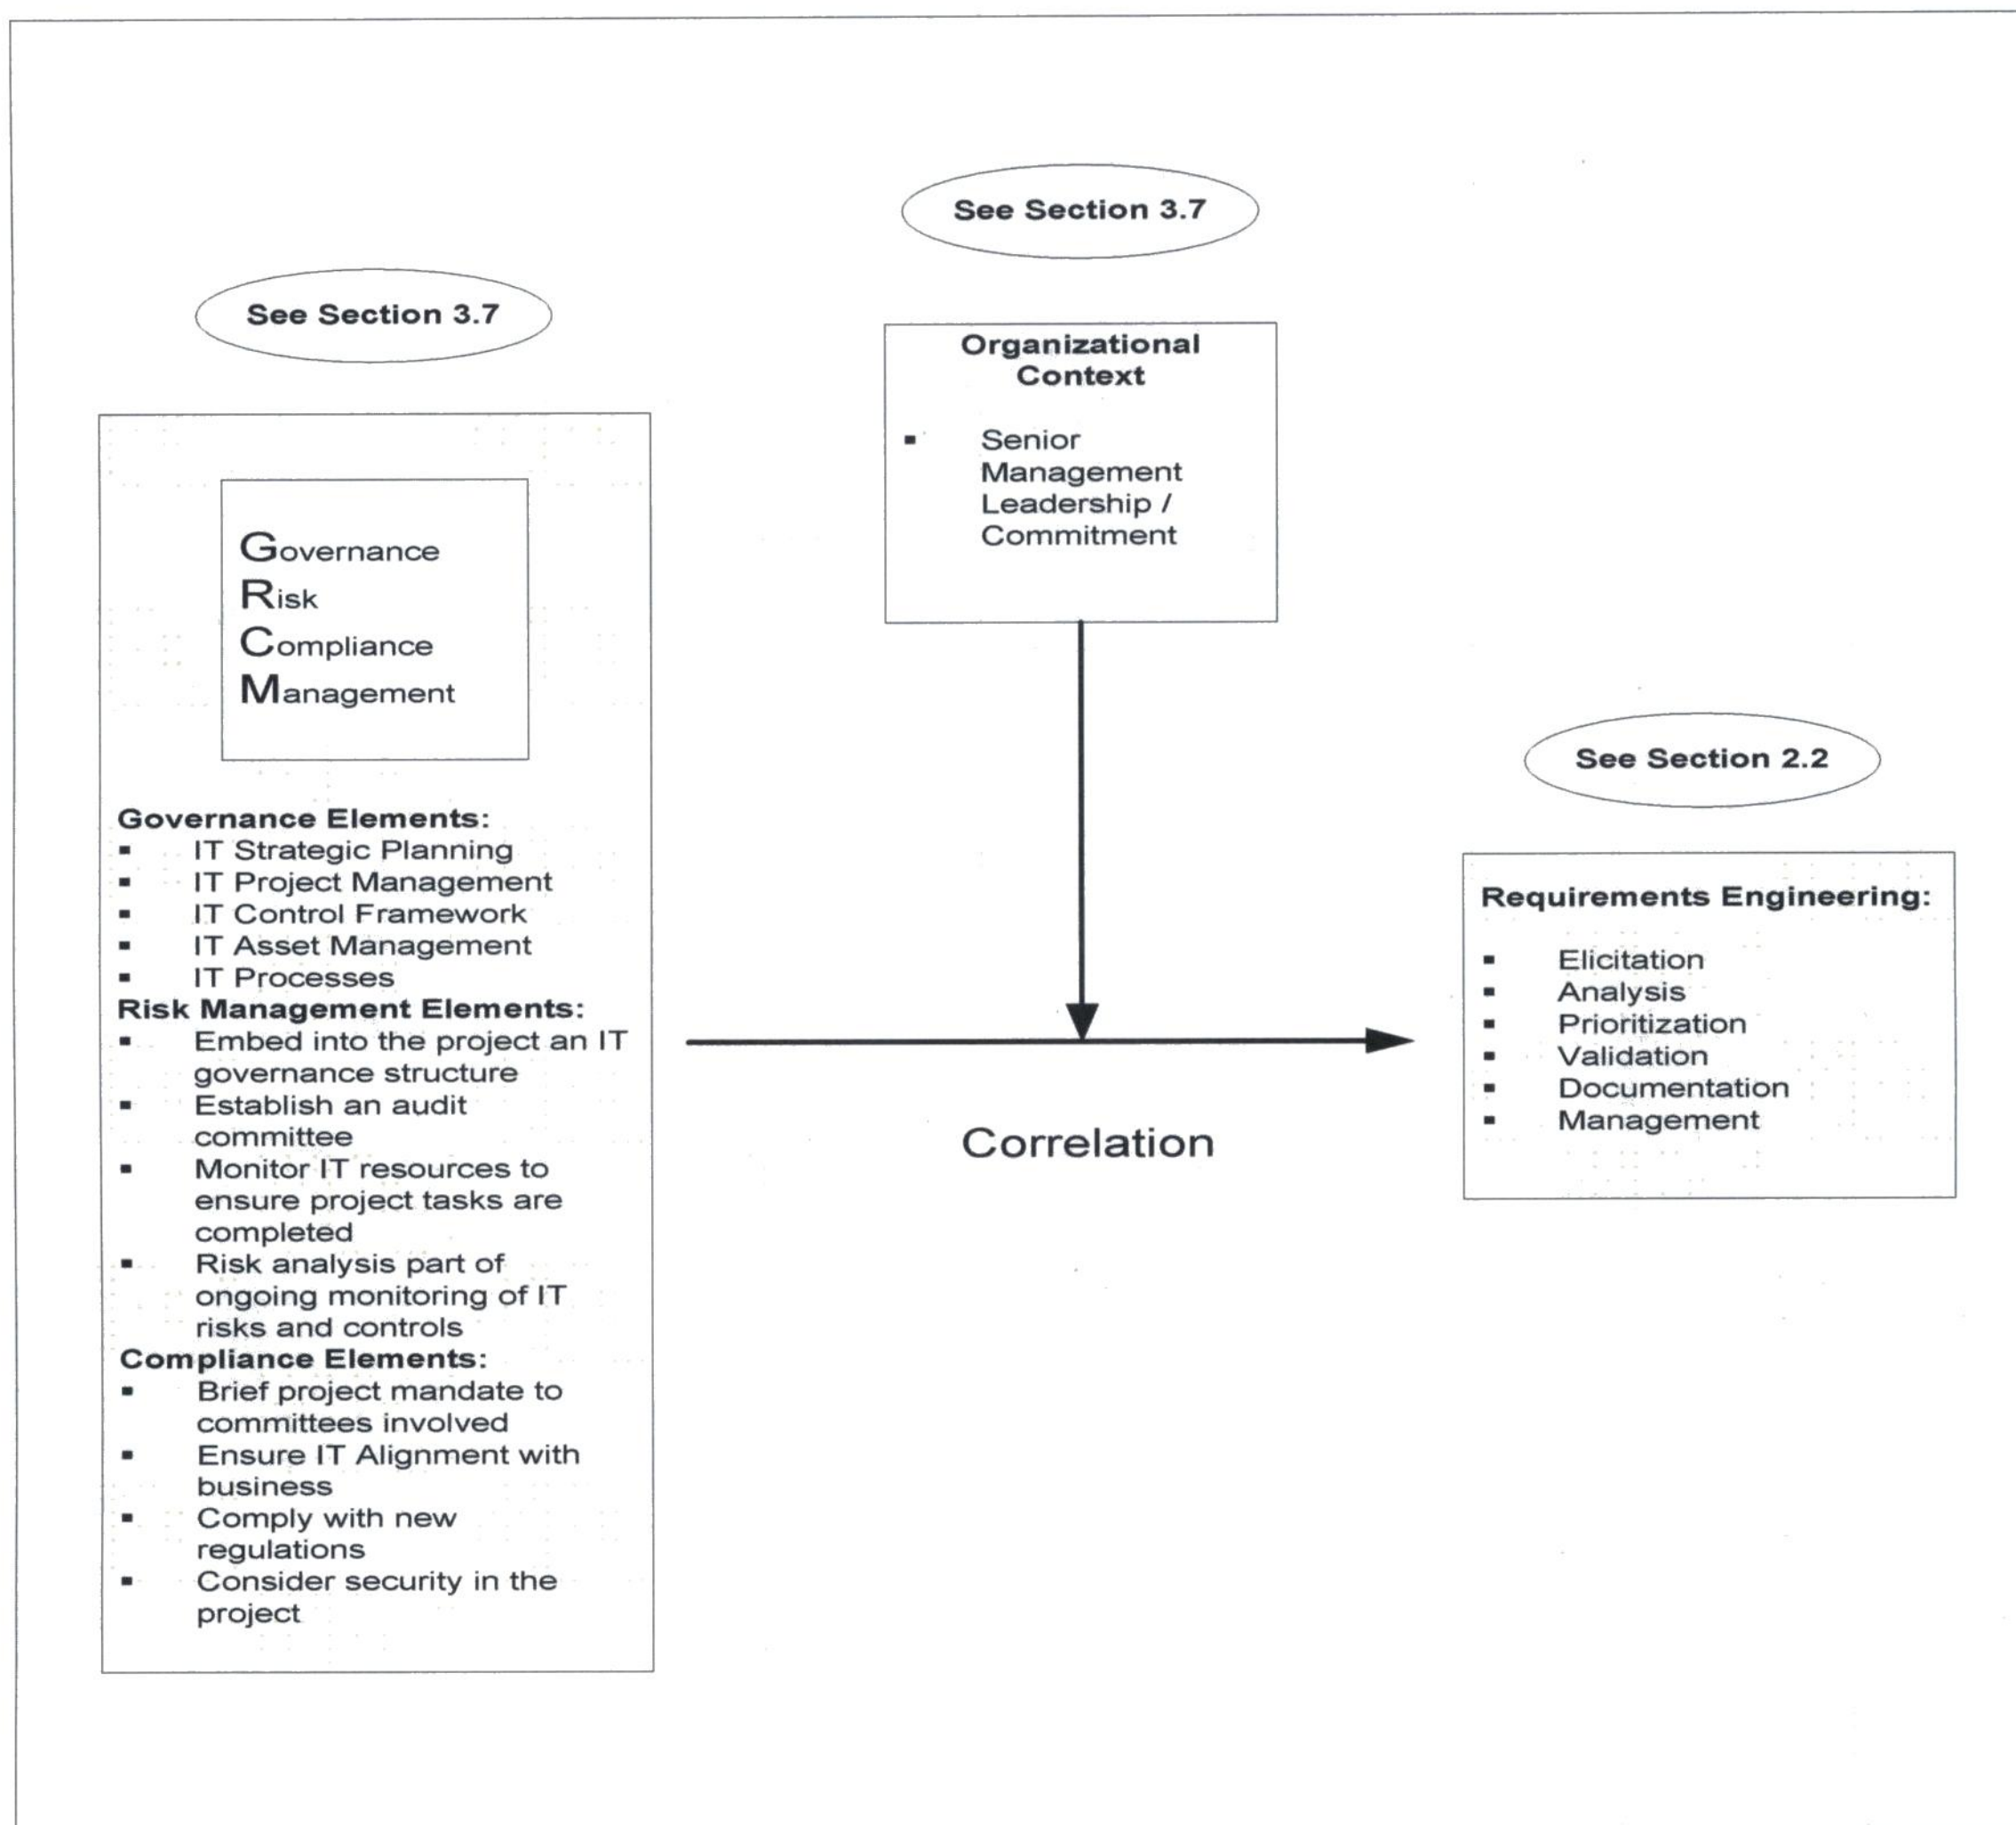 See Section 3.7
See Section 3.7
Organizational
Context
▪ Senior
Management
Leadership /
Commitment
Governance
Risk
Compliance
Management
Governance Elements:
▪ IT Strategic Planning
▪ IT Project Management
▪ IT Control Framework
▪ IT Asset Management
▪ IT Processes
Risk Management Elements:
▪ Embed into the project an IT
governance structure
▪ Establish an audit
committee
▪ Monitor IT resources to
ensure project tasks are
completed
▪ Risk analysis part of
ongoing monitoring of IT
risks and controls
Compliance Elements:
▪ Brief project mandate to
committees involved
▪ Ensure IT Alignment with
business
▪ Comply with new
regulations
▪ Consider security in the
project
Correlation
See Section 2.2
Requirements Engineering:
▪ Elicitation
▪ Analysis
▪ Prioritization
▪ Validation
▪ Documentation
▪ Management